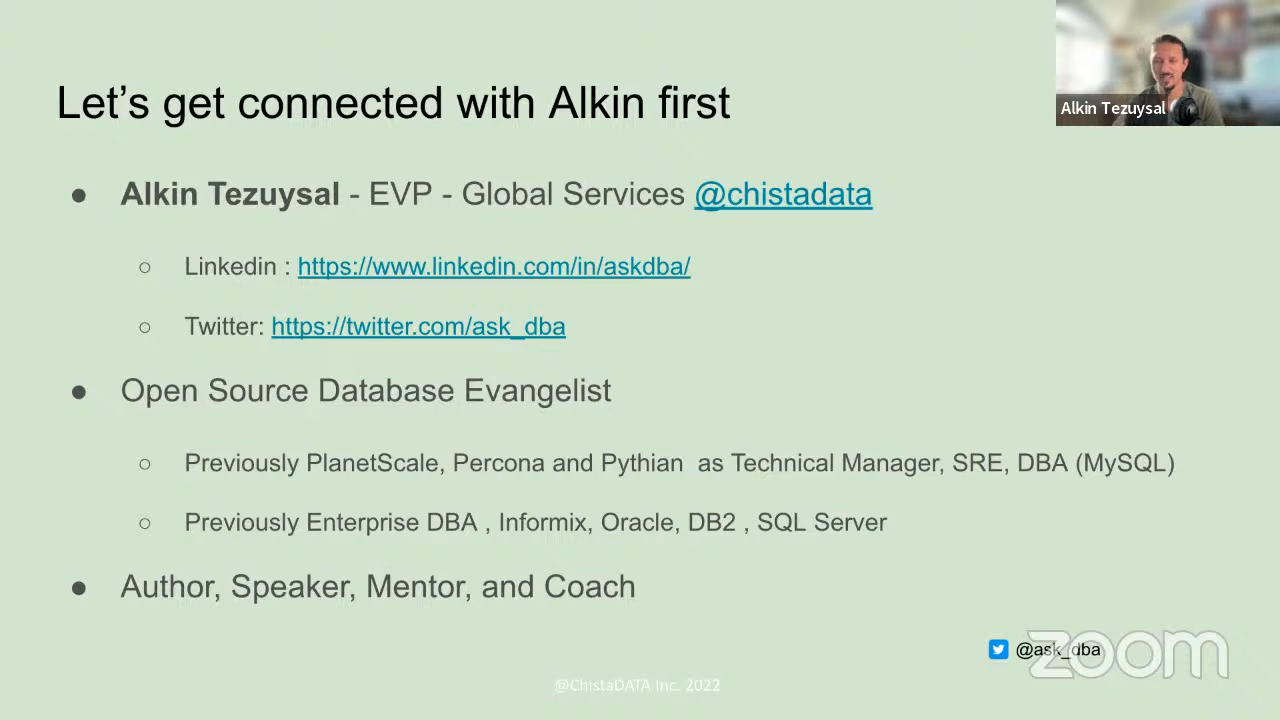 Let's get connected with Alkin first
Alkin Tezuysal
● Alkin Tezuysal - EVP - Global Services @chistadata
○ Linkedin : https://www.linkedin.com/in/askdba/
○ Twitter: https://twitter.com/ask_dba
● Open Source Database Evangelist
○ Previously PlanetScale, Percona and Pythian as Technical Manager, SRE, DBA (MySQL)
○ Previously Enterprise DBA , Informix, Oracle, DB2 , SQL Server
● Author, Speaker, Mentor, and Coach
@ask_dba
zoom
@ChistaDATA Inc. 2022